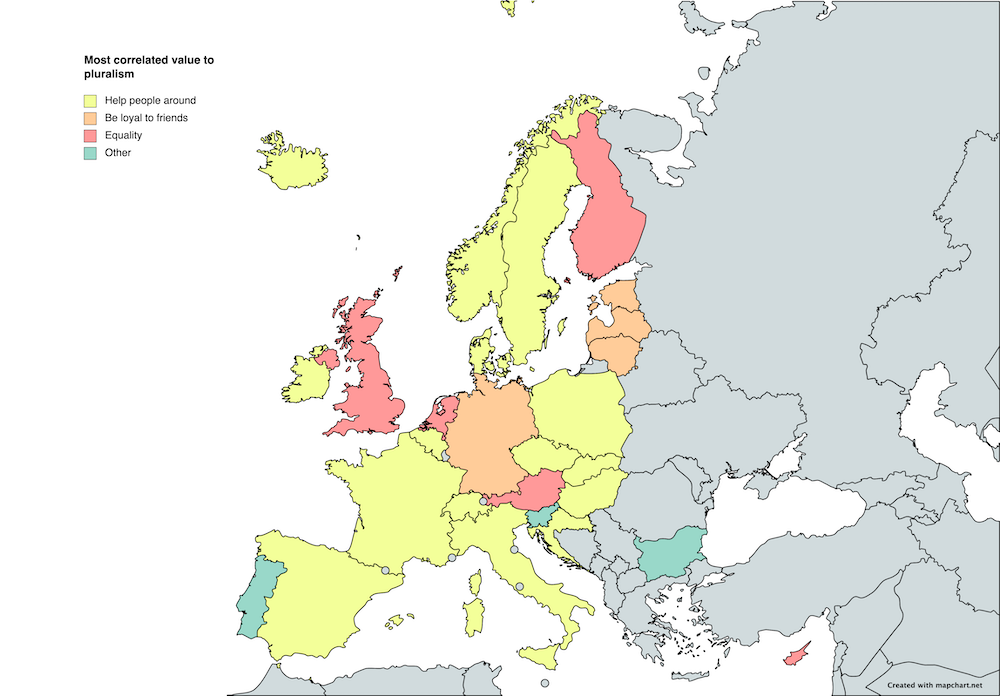 Most correlated value to
pluralism
Help people around
Be loyal to friends
Equality
Other
Created with mapchart.net